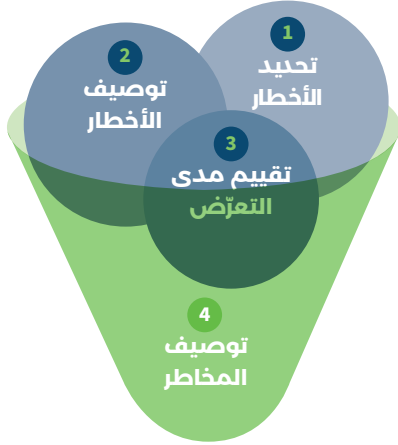 1
تحديد
الأخطار
2
توصيف
الأخطار
3
تقييم مدى
التعرّض
4
توصيف
المخاطر